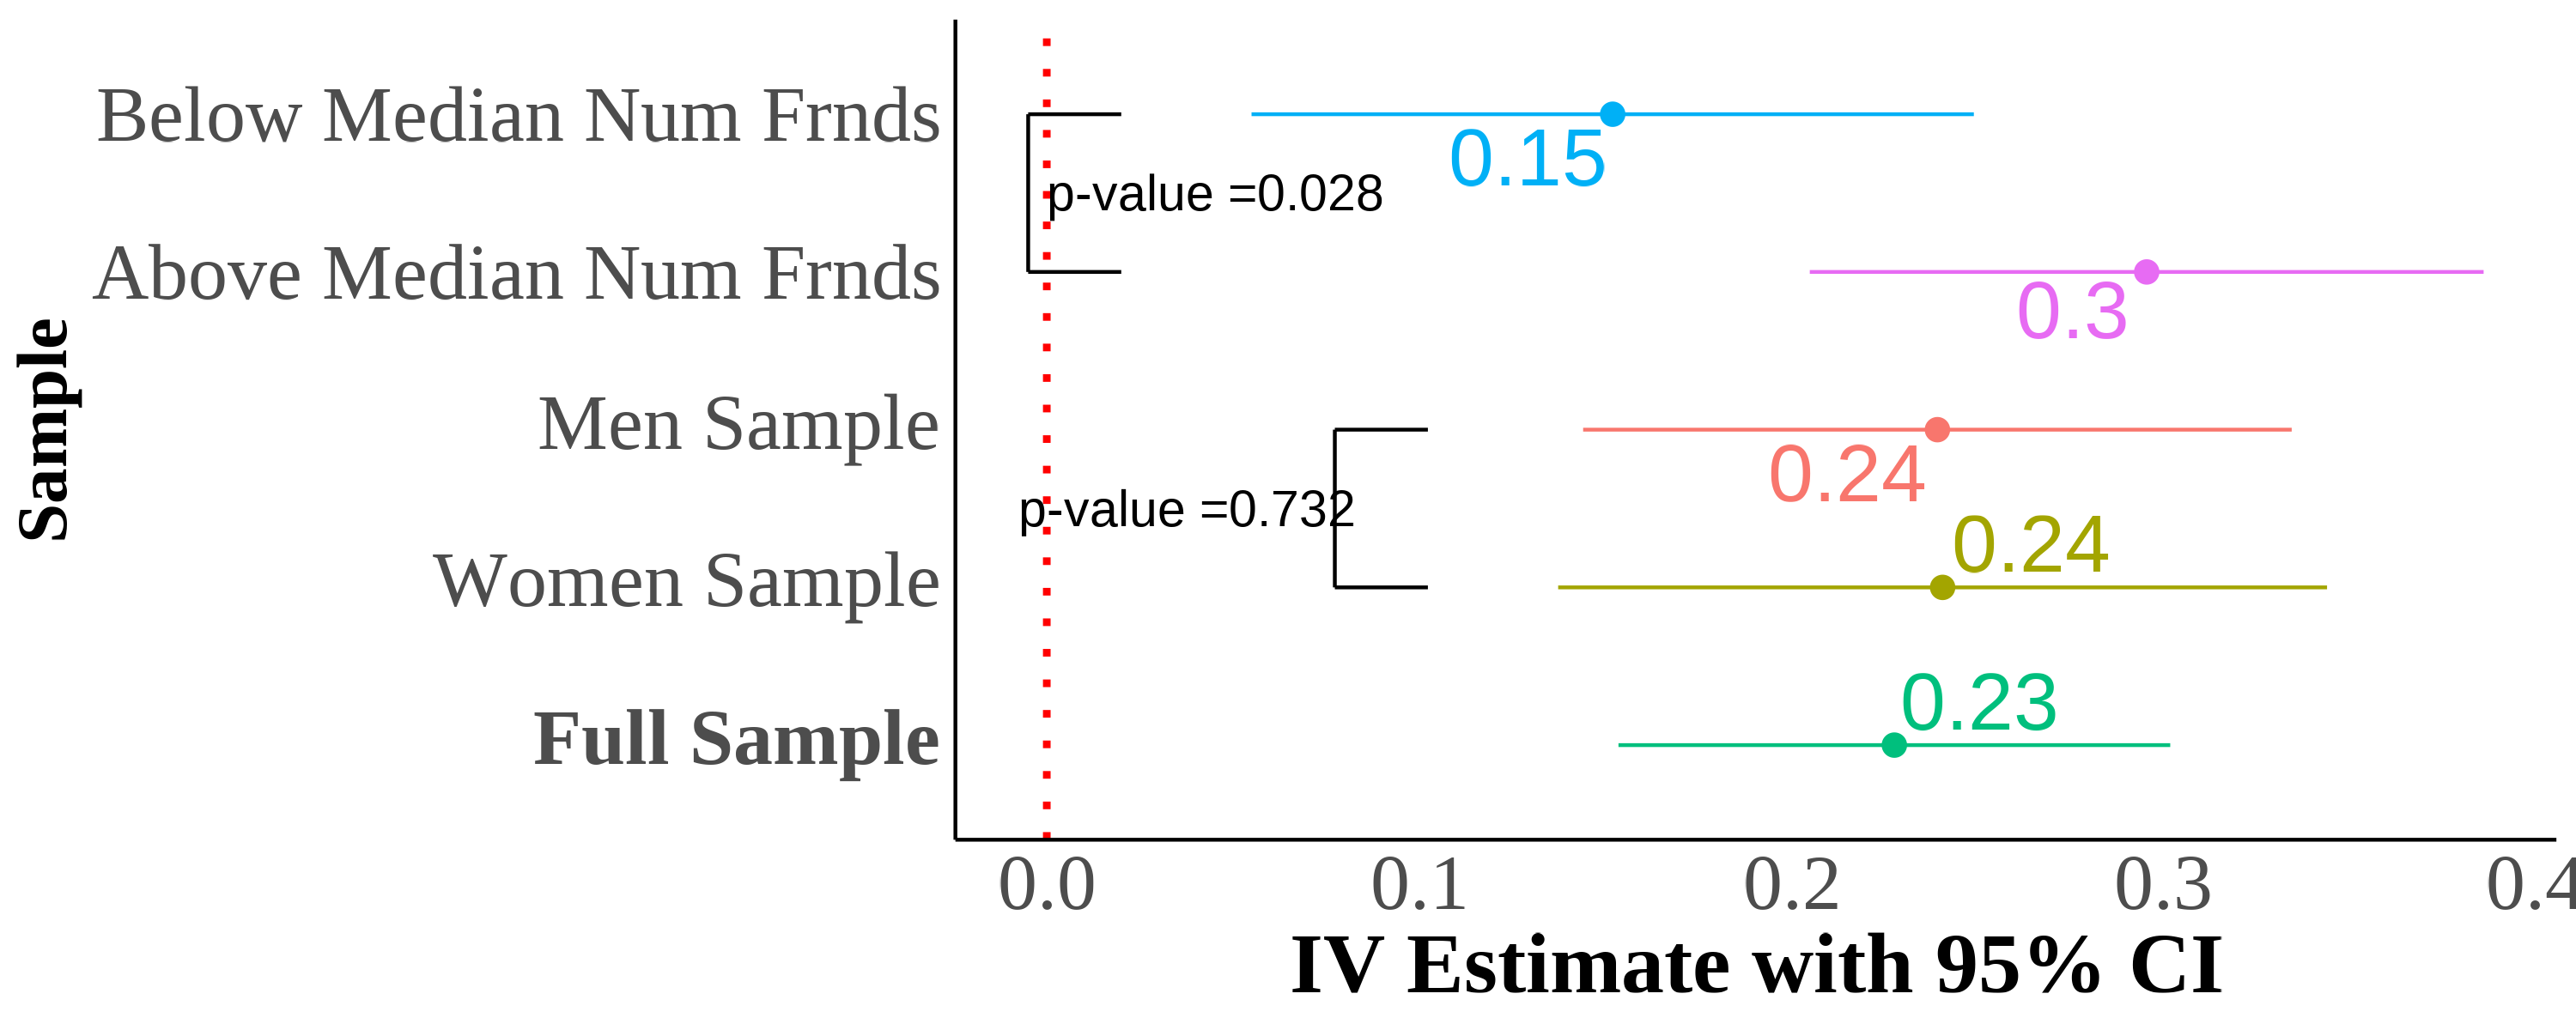 Sample
Below Median Num Frnds
0.15
p-value =0.028
Above Median Num Frnds
0.3
Men Sample
0.24
p-value =0.732
0.24
Women Sample
0.23
Full Sample
0.0 0.1 0.2 0.3 0.4
IV Estimate with 95% CI